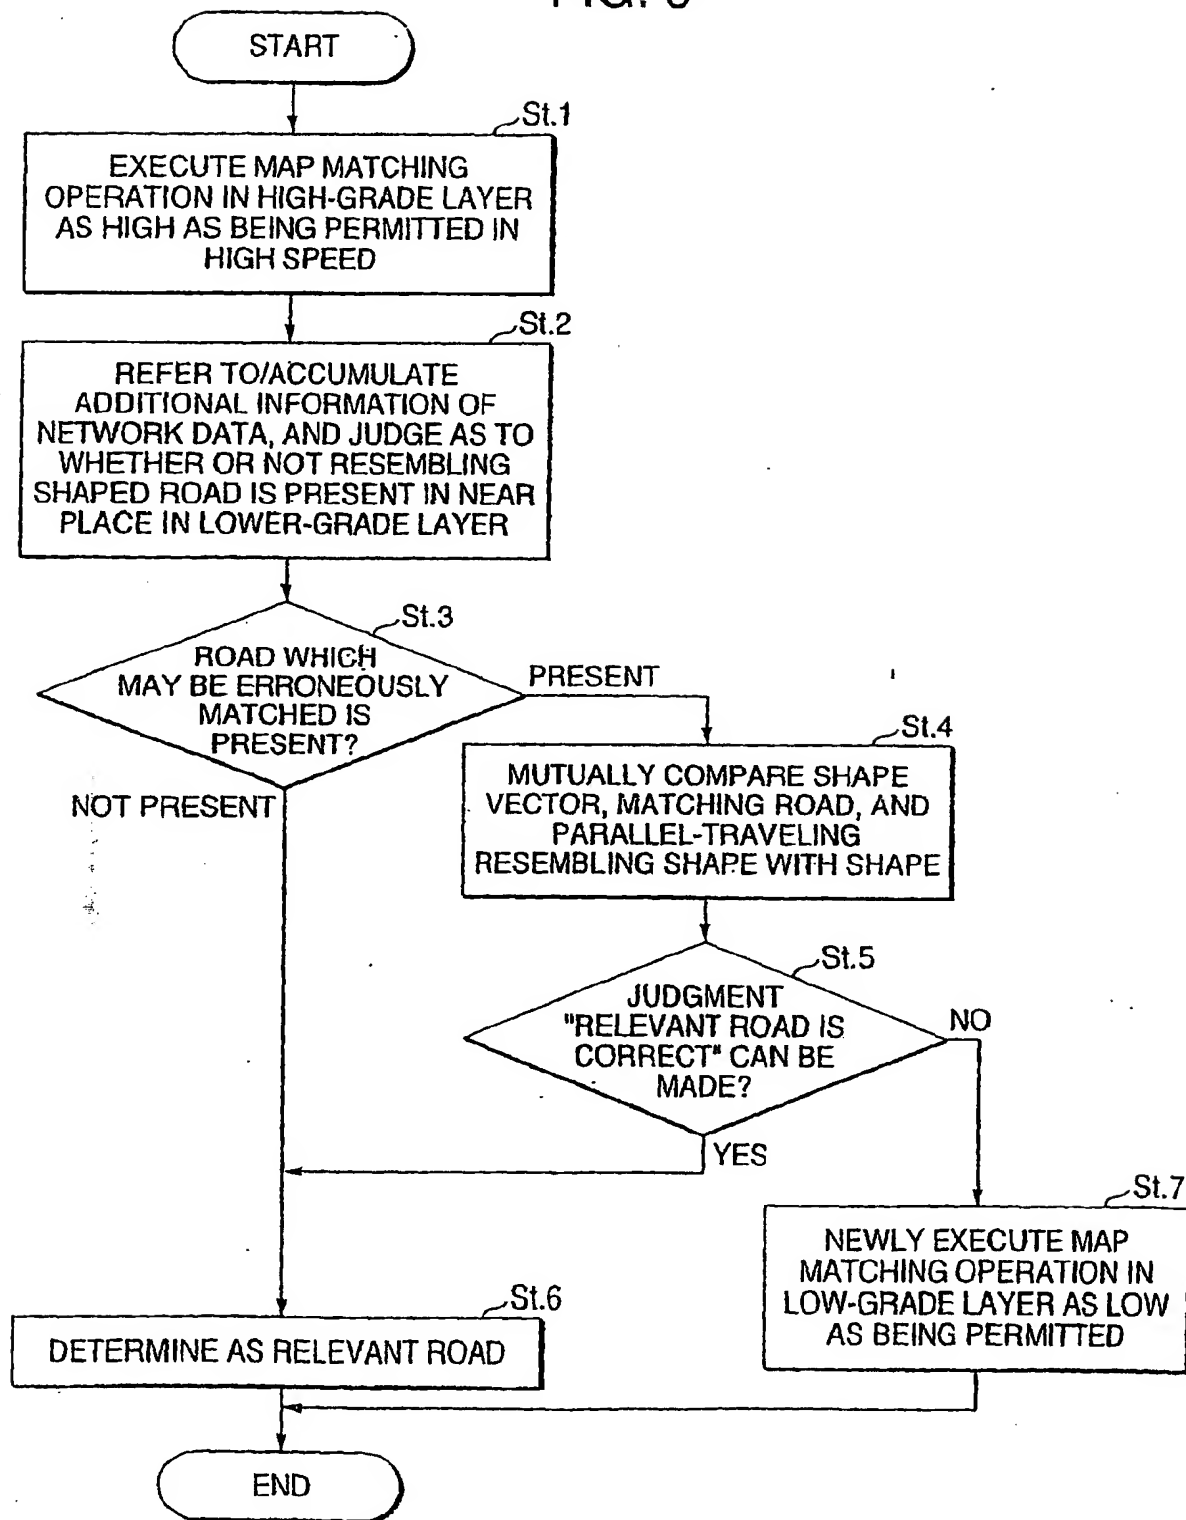 START
St.1
EXECUTE MAP MATCHING
OPERATION IN HIGH-GRADE LAYER
AS HIGH AS BEING PERMITTED IN
HIGH SPEED
St.2
REFER TO/ACCUMULATE
ADDITIONAL INFORMATION OF
NETWORK DATA, AND JUDGE AS TO
WHETHER OR NOT RESEMBLING
SHAPED ROAD IS PRESENT IN NEAR
PLACE IN LOWER-GRADE LAYER
St.3
ROAD WHICH
MAY BE ERRONEOUSLY
MATCHED IS
PRESENT?
PRESENT
NOT PRESENT
St.4
MUTUALLY COMPARE SHAPE
VECTOR, MATCHING ROAD, AND
PARALLEL-TRAVELING
RESEMBLING SHAPE WITH SHAPE
St.5
JUDGMENT
"RELEVANT ROAD IS
CORRECT" CAN BE
MADE?
NO
YES
St.7
NEWLY EXECUTE MAP
MATCHING OPERATION IN
LOW-GRADE LAYER AS LOW
AS BEING PERMITTED
St.6
DETERMINE AS RELEVANT ROAD
END